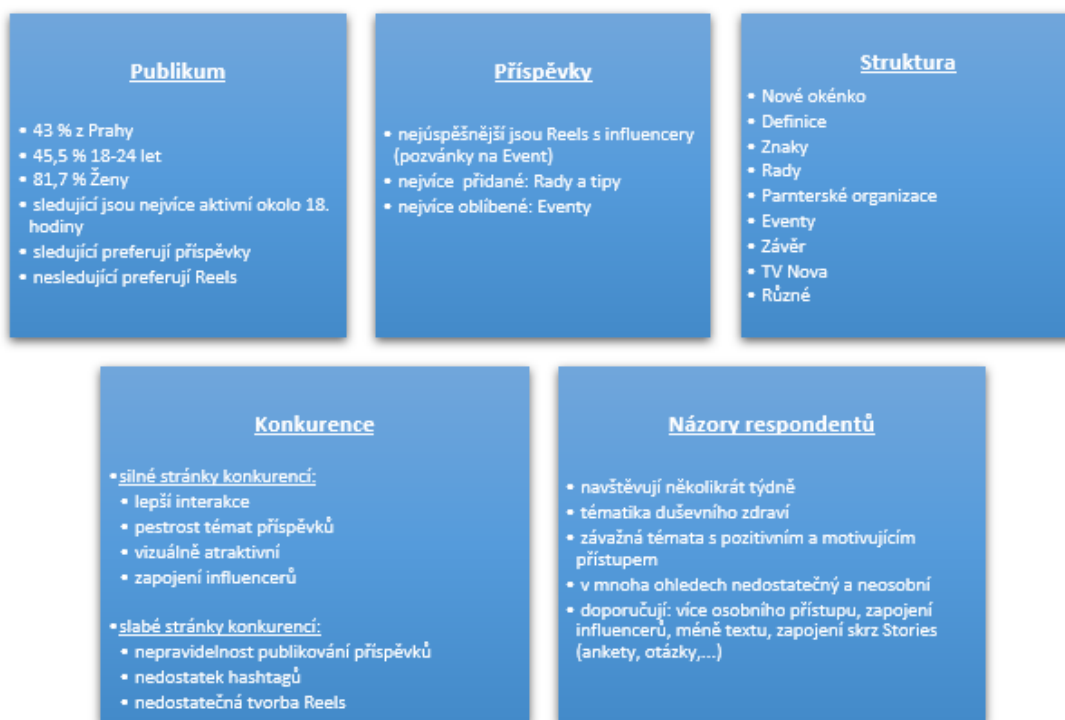 Publikum
• 43 % z Prahy
• 45,5 % 18-24 let
• 81,7 % Ženy
• sledující jsou nejvíce aktivní okolo 18.
hodiny
• sledující preferují příspěvky
• nesledující preferují Reels
Příspěvky
• nejúspěšnější jsou Reels s influencery
(pozvánky na Event)
• nejvíce přidané: Rady a tipy
• nejvíce oblíbené: Eventy
Struktura
• Nové okénko
• Definice
• Znaky
• Rady
• Parnterské organizace
• Eventy
• Závěr
• TV Nova
• Různé
Konkurence
• silné stránky konkurencí:
• lepší interakce
• pestrost témat příspěvků
• vizuálně atraktivní
• zapojení influencerů
• slabé stránky konkurencí:
• nepravidelnost publikování příspěvků
• nedostatek hashtagů
• nedostatečná tvorba Reels
Názory respondentů
• navštěvují několikrát týdně
• tématika duševního zdraví
• závažná témata s pozitivním a motivujícím
přístupem
• v mnoha ohledech nedostatečný a neosobní
• doporučují: více osobního přístupu, zapojení
influencerů, méně textu, zapojení skrz Stories
(ankety, otázky,...)